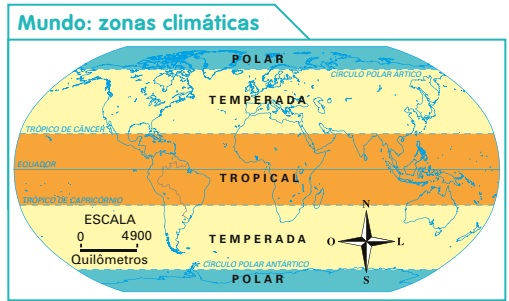 Mundo: zonas climáticas
POLAR
CÍRCULO POLAR ÁRTICO
TEMPERADA
TRÓPICO DE CÂNCER
EQUADOR
TROPICAL
TRÓPICO DE CAPRICÓRNIO
N
ESCALA
0 4900
Quilômetros
TEMPERADA
O L
CÍRCULO POLAR ANTÁRTICO
POLAR
S